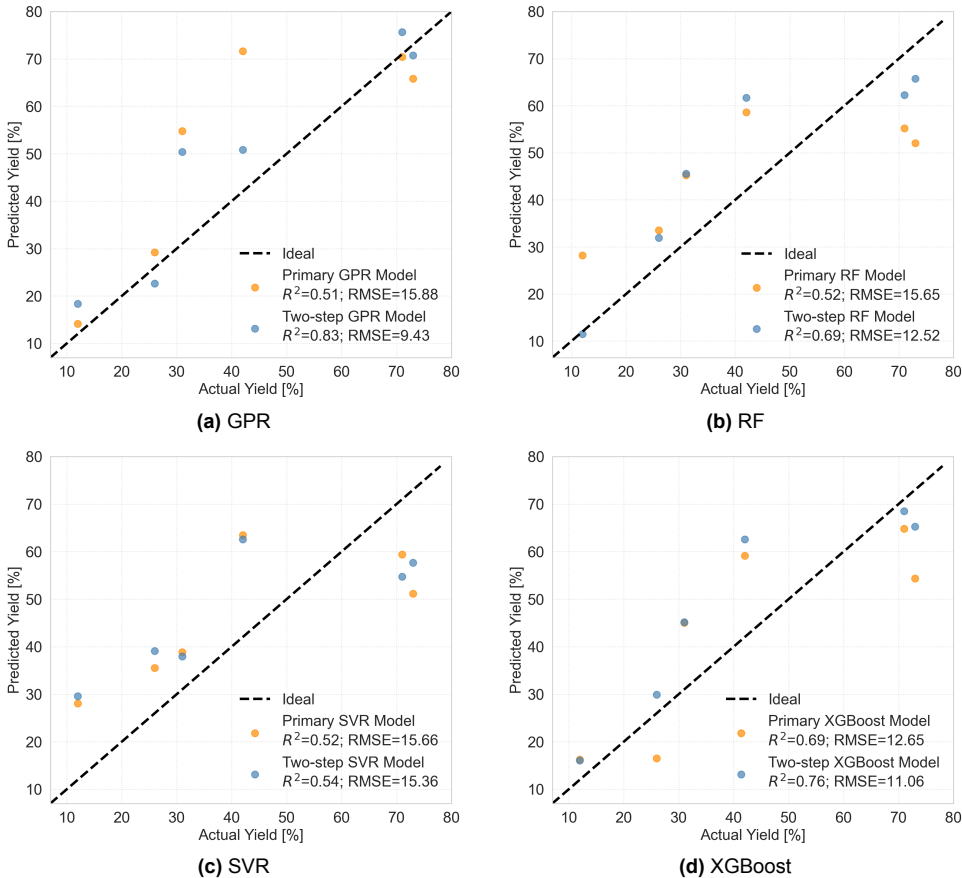 80
70
60
50
40
30
20
10
Predicted Yield [%]
Ideal
Primary GPR Model
R²=0.51; RMSE=15.88
Two-step GPR Model
R²=0.83; RMSE=9.43
10 20 30 40 50 60 70 80
Actual Yield [%]
(a) GPR
80
70
60
50
40
30
20
10
Predicted Yield [%]
Ideal
Primary RF Model
R²=0.52; RMSE=15.65
Two-step RF Model
R²=0.69; RMSE=12.52
10 20 30 40 50 60 70 80
Actual Yield [%]
(b) RF
80
70
60
50
40
30
20
10
Predicted Yield [%]
Ideal
Primary SVR Model
R²=0.52; RMSE=15.66
Two-step SVR Model
R²=0.54; RMSE=15.36
10 20 30 40 50 60 70 80
Actual Yield [%]
(c) SVR
80
70
60
50
40
30
20
10
Predicted Yield [%]
Ideal
Primary XGBoost Model
R²=0.69; RMSE=12.65
Two-step XGBoost Model
R²=0.76; RMSE=11.06
10 20 30 40 50 60 70 80
Actual Yield [%]
(d) XGBoost